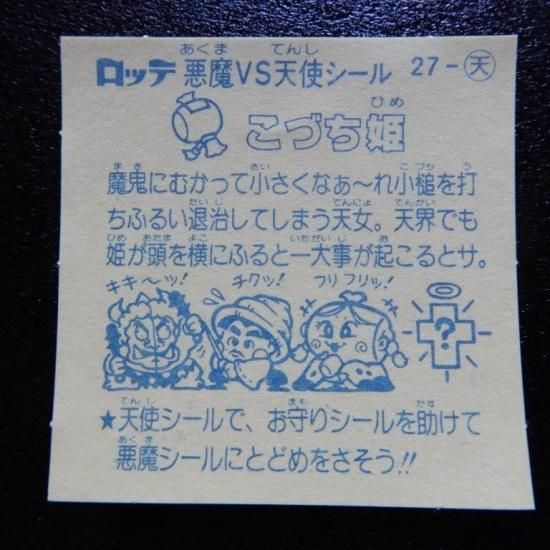 ロッテ 悪魔VS天使シール 27-天
こづち姫
魔鬼にむかって小さくなぁ〜れ小槌を打
ちふるい退治してしまう天女。天界でも
姫が頭を横にふると一大事が起こるとサ。
キキ〜ッ! チクッ! フリフリッ!
?
★天使シールで、お守りシールを助けて
悪魔シールにとどめをさそう!!